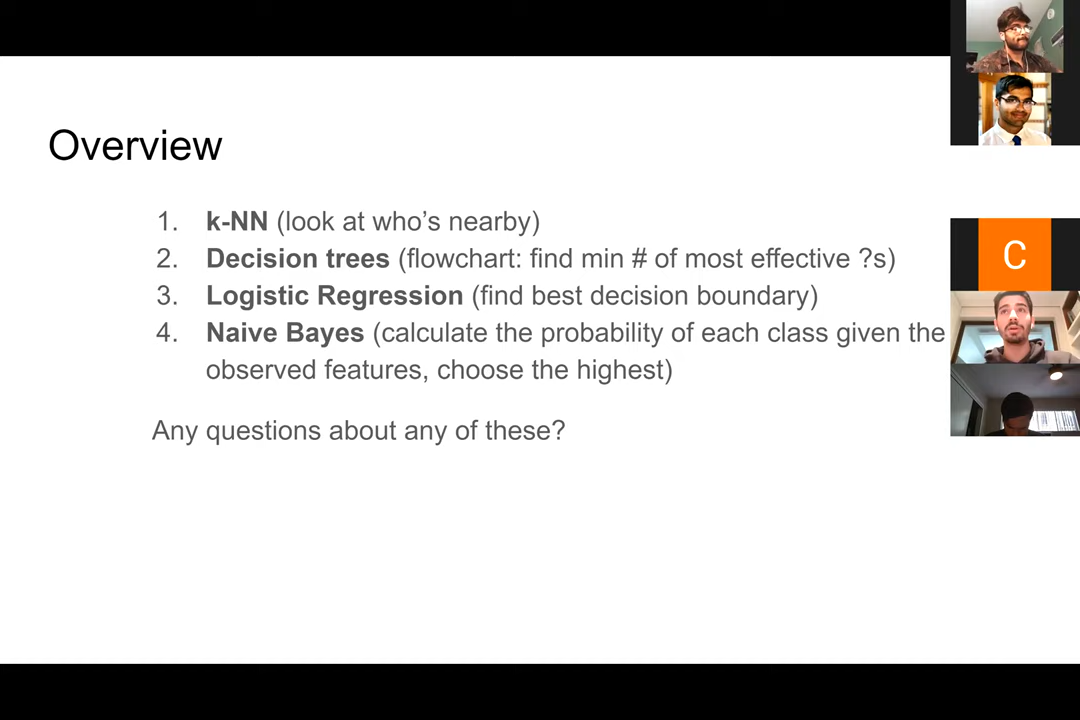 Overview
1. k-NN (look at who's nearby)
2. Decision trees (flowchart: find min # of most effective ?s)
3. Logistic Regression (find best decision boundary)
4. Naive Bayes (calculate the probability of each class given the
observed features, choose the highest)
Any questions about any of these?
C